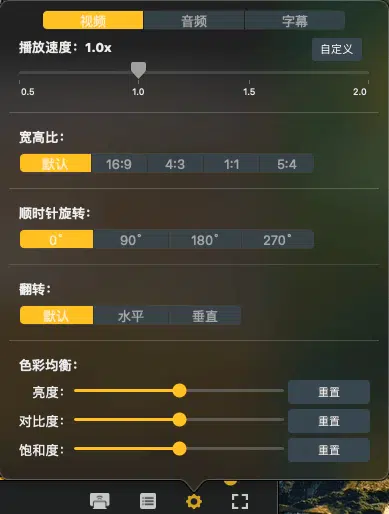 视频 音频 字幕
播放速度：1.0x 自定义
0.5 1.0 1.5 2.0
宽高比：
默认 16:9 4:3 1:1 5:4
顺时针旋转：
0° 90° 180° 270°
翻转：
默认 水平 垂直
色彩均衡：
亮度： 重置
对比度： 重置
饱和度： 重置